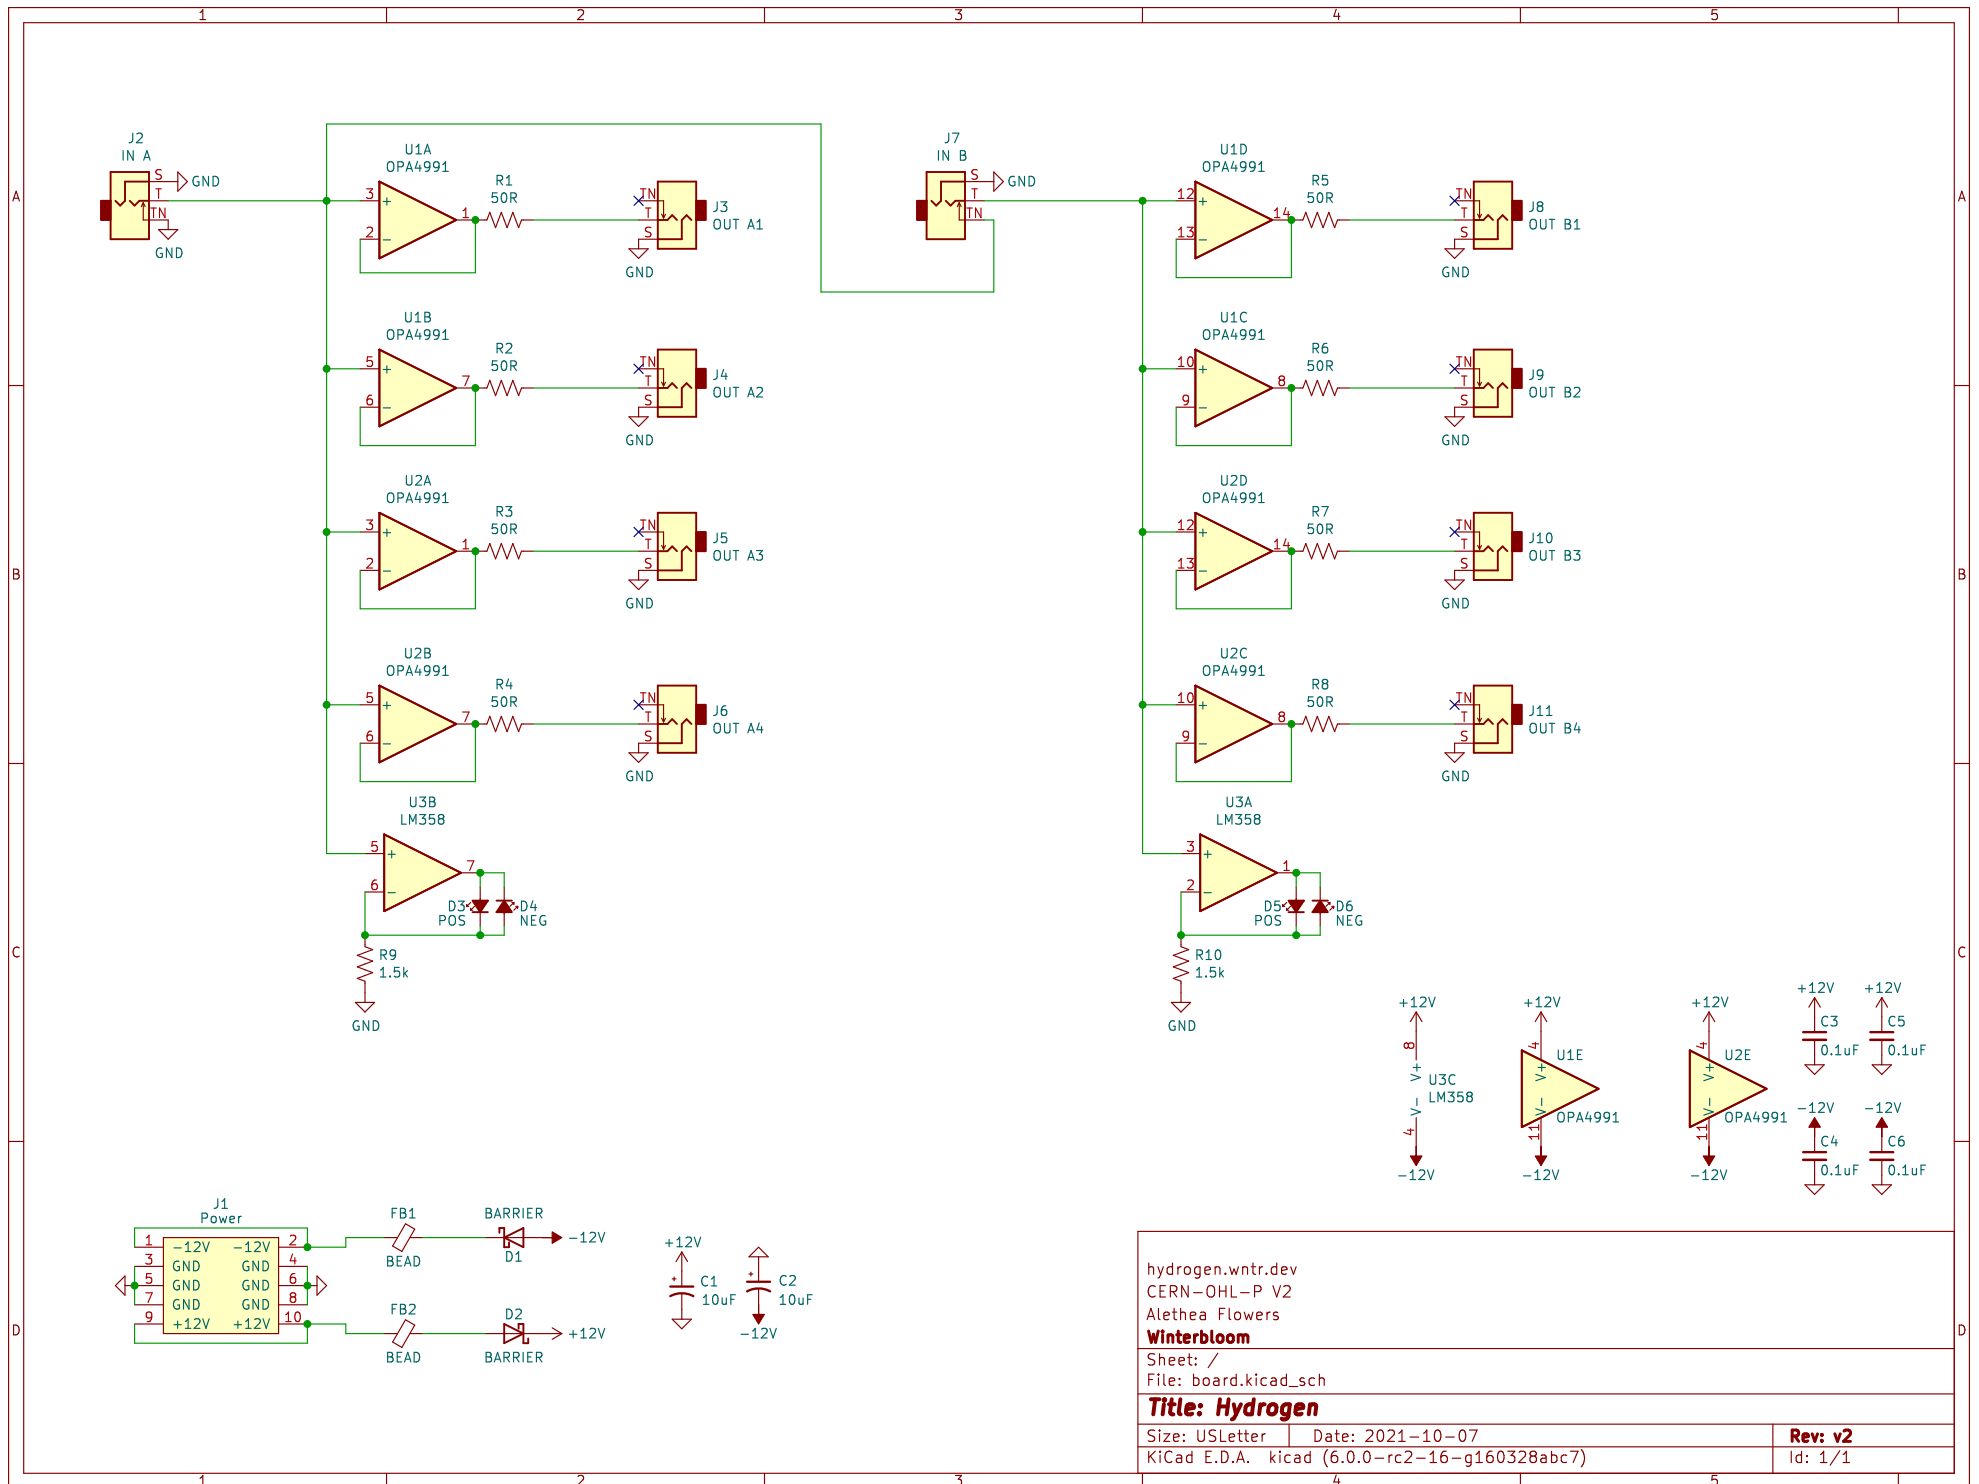 1 2 3 4 5
A A
B B
C C
D D
J2
IN A
S
T
TN
GND
GND
U1A
OPA4991
3
+
2
−
1
R1
50R
TN
T
S
J3
OUT A1
GND
J7
IN B
S
T
TN
GND
U1D
OPA4991
12
+
13
−
14
R5
50R
TN
T
S
J8
OUT B1
GND
U1B
OPA4991
5
+
6
−
7
R2
50R
TN
T
S
J4
OUT A2
GND
U1C
OPA4991
10
+
9
−
8
R6
50R
TN
T
S
J9
OUT B2
GND
U2A
OPA4991
3
+
2
−
1
R3
50R
TN
T
S
J5
OUT A3
GND
U2D
OPA4991
12
+
13
−
14
R7
50R
TN
T
S
J10
OUT B3
GND
U2B
OPA4991
5
+
6
−
7
R4
50R
TN
T
S
J6
OUT A4
GND
U2C
OPA4991
10
+
9
−
8
R8
50R
TN
T
S
J11
OUT B4
GND
U3B
LM358
5
+
6
−
7
D3
POS
D4
NEG
R9
1.5k
GND
U3A
LM358
3
+
2
−
1
D5
POS
D6
NEG
R10
1.5k
GND
+12V
8
V+
V−
4
U3C
LM358
−12V
+12V
4
V+
V−
11
U1E
OPA4991
−12V
+12V
4
V+
V−
11
U2E
OPA4991
−12V
+12V
C3
0.1uF
+12V
C5
0.1uF
−12V
C4
0.1uF
−12V
C6
0.1uF
J1
Power
1 −12V −12V 2
3 GND GND 4
5 GND GND 6
7 GND GND 8
9 +12V +12V 10
FB1
BEAD
BARRIER
D1
−12V
FB2
BEAD
D2
BARRIER
+12V
+12V
+
C1
10uF
+
C2
10uF
−12V
hydrogen.wntr.dev
CERN−OHL−P V2
Alethea Flowers
Winterbloom
Sheet: /
File: board.kicad_sch
Title: Hydrogen
Size: USLetter Date: 2021−10−07 Rev: v2
KiCad E.D.A. kicad (6.0.0−rc2−16−g160328abc7) Id: 1/1
1 2 3 4 5